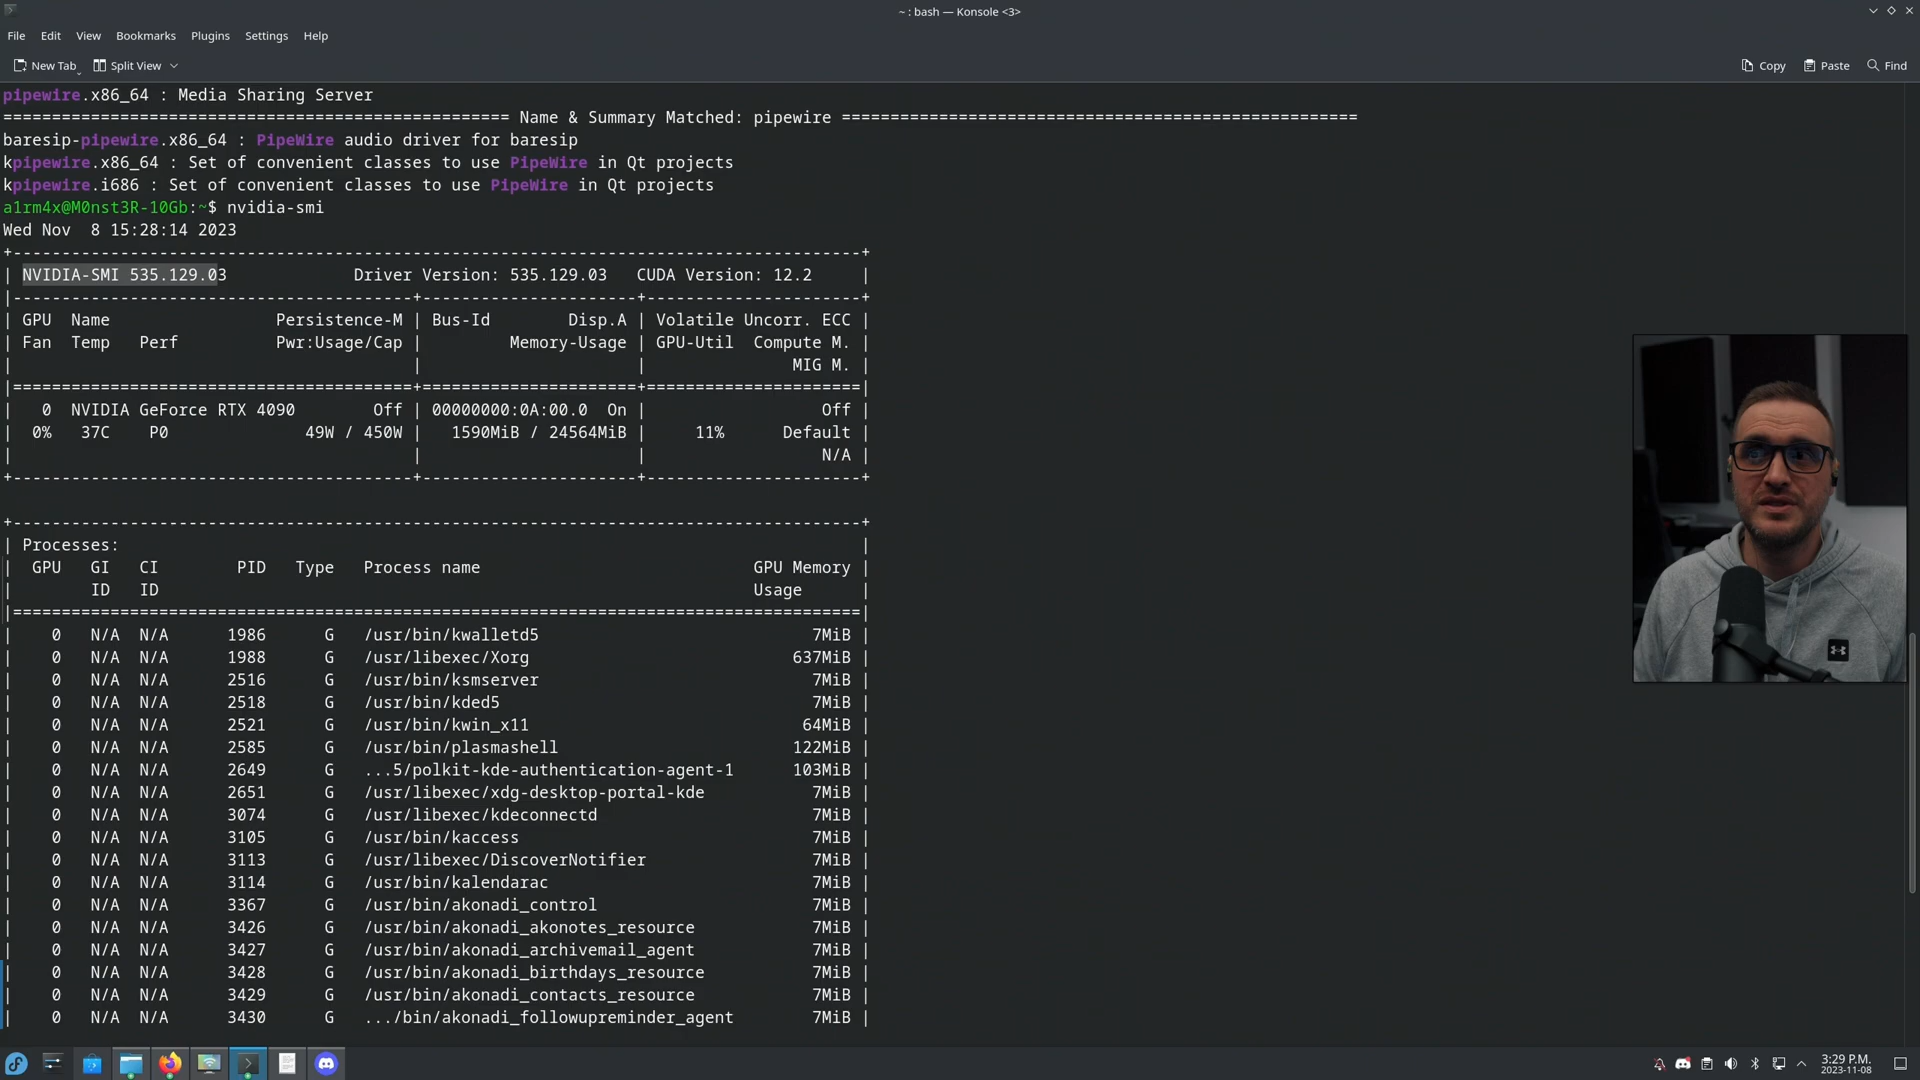 ~ : bash — Konsole <3>
File Edit View Bookmarks Plugins Settings Help
New Tab Split View Copy Paste Find
pipewire.x86_64 : Media Sharing Server
==================================================== Name & Summary Matched: pipewire =====================================================
baresip-pipewire.x86_64 : PipeWire audio driver for baresip
kpipewire.x86_64 : Set of convenient classes to use PipeWire in Qt projects
kpipewire.i686 : Set of convenient classes to use PipeWire in Qt projects
a1rm4x@M0nst3R-10Gb:~$ nvidia-smi
Wed Nov  8 15:28:14 2023
+---------------------------------------------------------------------------------------+
| NVIDIA-SMI 535.129.03             Driver Version: 535.129.03   CUDA Version: 12.2     |
|-----------------------------------------+----------------------+----------------------+
| GPU  Name                 Persistence-M | Bus-Id        Disp.A | Volatile Uncorr. ECC |
| Fan  Temp   Perf          Pwr:Usage/Cap |         Memory-Usage | GPU-Util  Compute M. |
|                                         |                      |               MIG M. |
|=========================================+======================+======================|
|   0  NVIDIA GeForce RTX 4090        Off | 00000000:0A:00.0  On |                  Off |
|  0%   37C    P0              49W / 450W |   1590MiB / 24564MiB |     11%      Default |
|                                         |                      |                  N/A |
+-----------------------------------------+----------------------+----------------------+
+---------------------------------------------------------------------------------------+
| Processes:                                                                            |
|  GPU   GI   CI        PID   Type   Process name                            GPU Memory |
|        ID   ID                                                             Usage      |
|=======================================================================================|
|    0   N/A  N/A      1986      G   /usr/bin/kwalletd5                            7MiB |
|    0   N/A  N/A      1988      G   /usr/libexec/Xorg                           637MiB |
|    0   N/A  N/A      2516      G   /usr/bin/ksmserver                            7MiB |
|    0   N/A  N/A      2518      G   /usr/bin/kded5                                7MiB |
|    0   N/A  N/A      2521      G   /usr/bin/kwin_x11                            64MiB |
|    0   N/A  N/A      2585      G   /usr/bin/plasmashell                        122MiB |
|    0   N/A  N/A      2649      G   ...5/polkit-kde-authentication-agent-1      103MiB |
|    0   N/A  N/A      2651      G   /usr/libexec/xdg-desktop-portal-kde           7MiB |
|    0   N/A  N/A      3074      G   /usr/libexec/kdeconnectd                      7MiB |
|    0   N/A  N/A      3105      G   /usr/bin/kaccess                              7MiB |
|    0   N/A  N/A      3113      G   /usr/libexec/DiscoverNotifier                 7MiB |
|    0   N/A  N/A      3114      G   /usr/bin/kalendarac                           7MiB |
|    0   N/A  N/A      3367      G   /usr/bin/akonadi_control                      7MiB |
|    0   N/A  N/A      3426      G   /usr/bin/akonadi_akonotes_resource            7MiB |
|    0   N/A  N/A      3427      G   /usr/bin/akonadi_archivemail_agent            7MiB |
|    0   N/A  N/A      3428      G   /usr/bin/akonadi_birthdays_resource           7MiB |
|    0   N/A  N/A      3429      G   /usr/bin/akonadi_contacts_resource            7MiB |
|    0   N/A  N/A      3430      G   .../bin/akonadi_followupreminder_agent        7MiB |
3:29 P.M.
2023-11-08